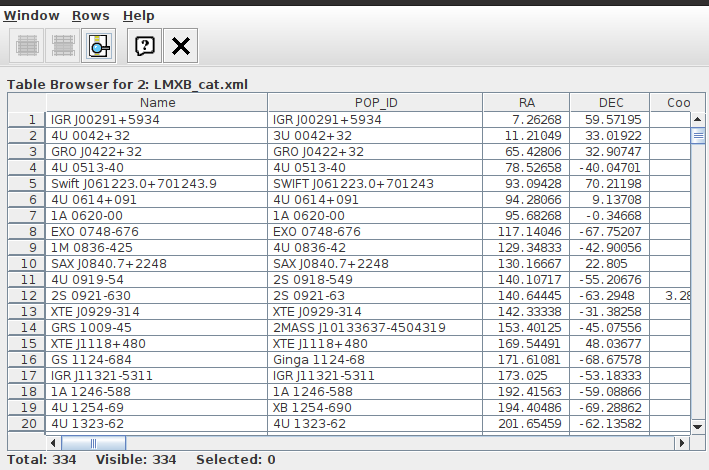 Window Rows Help
Table Browser for 2: LMXB_cat.xml
Name POP_ID RA DEC Coo
1 IGR J00291+5934 IGR J00291+5934 7.26268 59.57195
2 4U 0042+32 3U 0042+32 11.21049 33.01922
3 GRO J0422+32 GRO J0422+32 65.42806 32.90747
4 4U 0513-40 4U 0513-40 78.52658 -40.04701
5 Swift J061223.0+701243.9 SWIFT J061223.0+701243 93.09428 70.21198
6 4U 0614+091 4U 0614+091 94.28066 9.13708
7 1A 0620-00 1A 0620-00 95.68268 -0.34668
8 EXO 0748-676 EXO 0748-676 117.14046 -67.75207
9 1M 0836-425 4U 0836-42 129.34833 -42.90056
10 SAX J0840.7+2248 SAX J0840.7+2248 130.16667 22.805
11 4U 0919-54 2S 0918-549 140.10717 -55.20676
12 2S 0921-630 2S 0921-63 140.64445 -63.2948 3.28
13 XTE J0929-314 XTE J0929-314 142.33338 -31.38258
14 GRS 1009-45 2MASS J10133637-4504319 153.40125 -45.07556
15 XTE J1118+480 XTE J1118+480 169.54491 48.03677
16 GS 1124-684 Ginga 1124-68 171.61081 -68.67578
17 IGR J11321-5311 IGR J11321-5311 173.025 -53.18333
18 1A 1246-588 1A 1246-588 192.41563 -59.08866
19 4U 1254-69 XB 1254-690 194.40486 -69.28862
20 4U 1323-62 4U 1323-62 201.65459 -62.13582
Total: 334 Visible: 334 Selected: 0